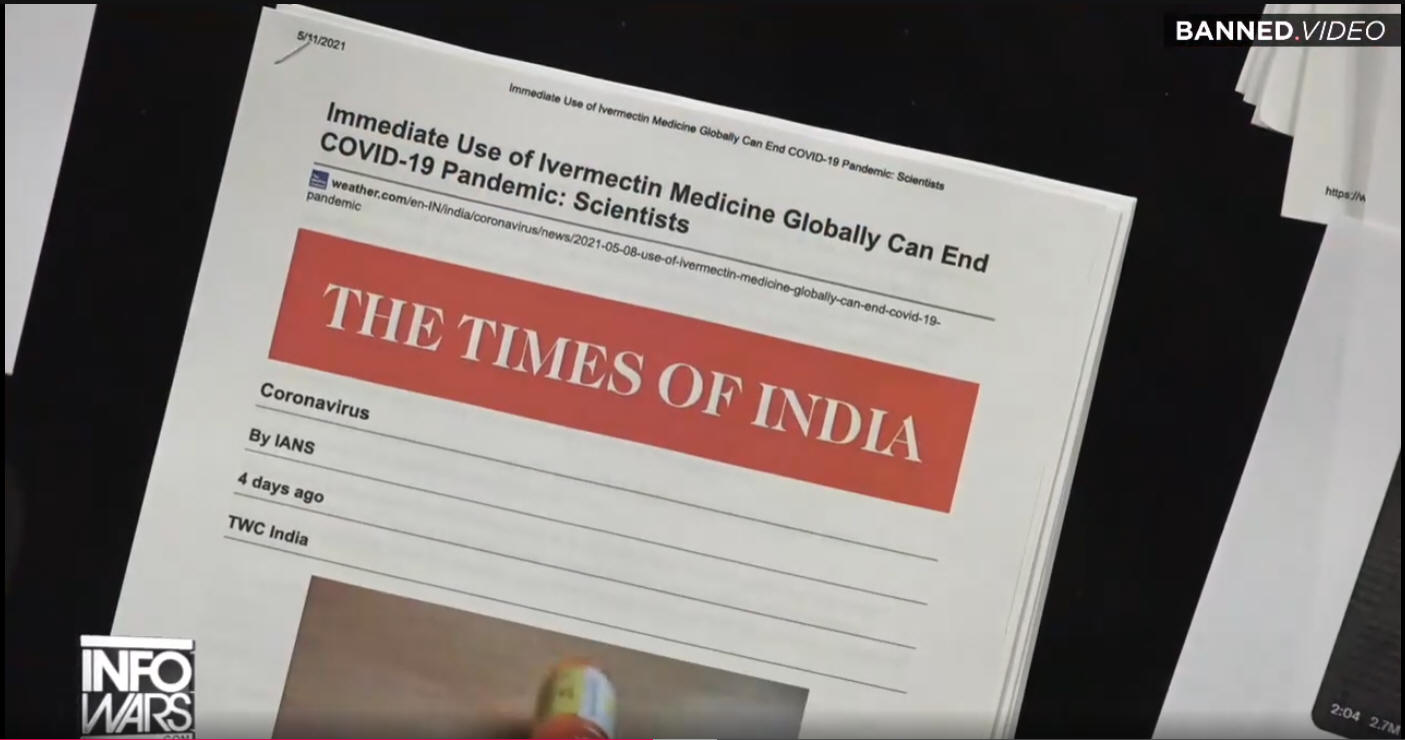 BANNED.VIDEO
5/11/2021
Immediate Use of Ivermectin Medicine Globally Can End COVID-19 Pandemic: Scientists
Immediate Use of Ivermectin Medicine Globally Can End
COVID-19 Pandemic: Scientists
weather.com/en-IN/india/coronavirus/news/2021-05-08-use-of-ivermectin-medicine-globally-can-end-covid-19-
pandemic
THE TIMES OF INDIA
Coronavirus
By IANS
4 days ago
TWC India
https://w
INFO
WARS
.COM
2:04 2.7M